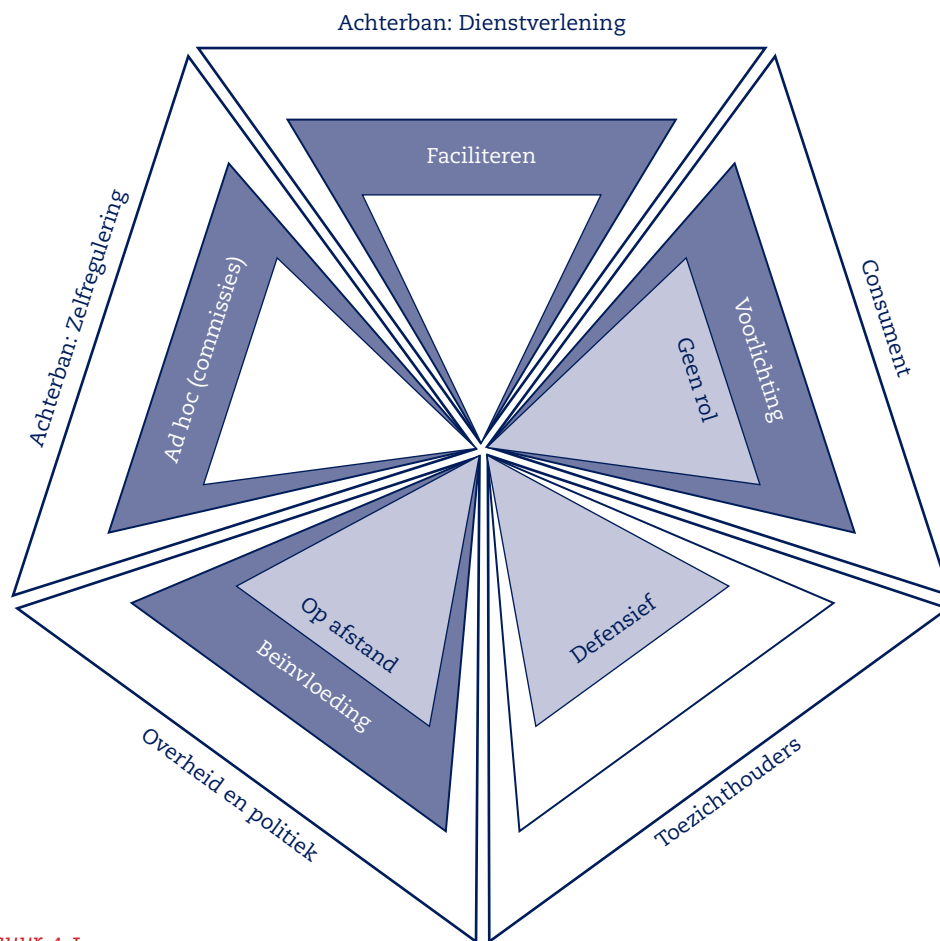 Achterban: Dienstverlening
Faciliteren
Achterban: Zelfregulering
Ad hoc (commissies)
Consument
Voorlichting
Geen rol
Op afstand
Beïnvloeding
Defensief
Overheid en politiek
Toezichthouders